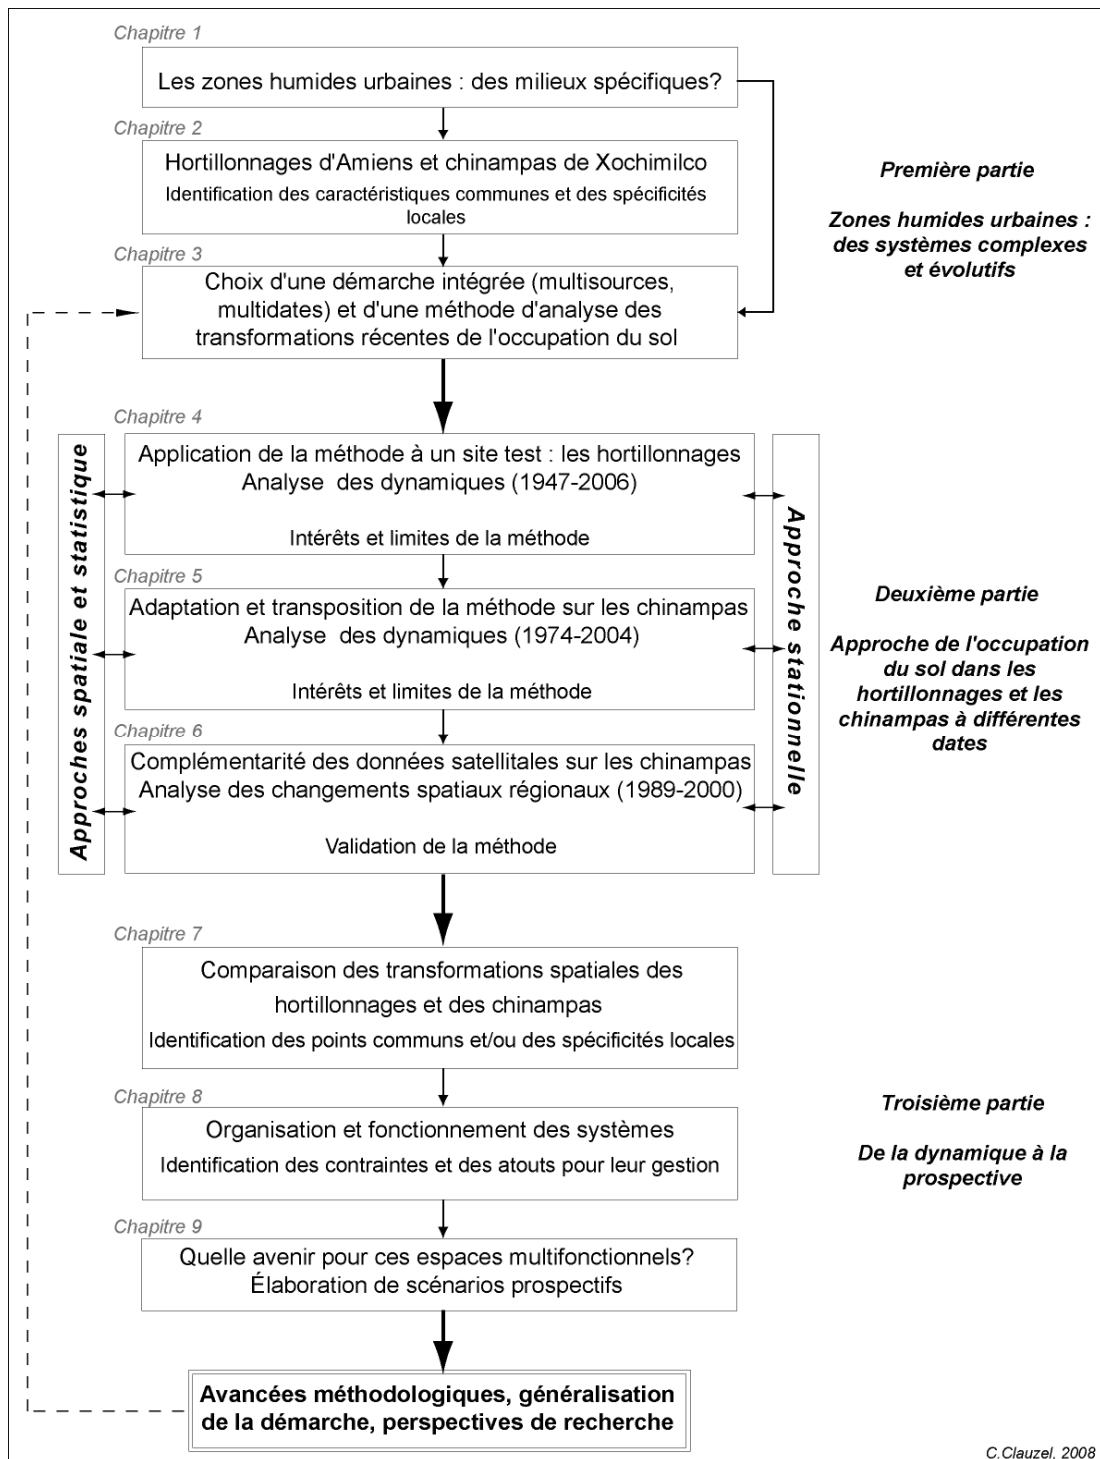 Chapitre 1
Les zones humides urbaines : des milieux spécifiques?
Chapitre 2
Hortillonnages d'Amiens et chinampas de Xochimilco
Identification des caractéristiques communes et des spécificités
locales
Chapitre 3
Choix d'une démarche intégrée (multisources,
multidates) et d'une méthode d'analyse des
transformations récentes de l'occupation du sol
Première partie
Zones humides urbaines :
des systèmes complexes
et évolutifs
Chapitre 4
Application de la méthode à un site test : les hortillonnages
Analyse des dynamiques (1947-2006)
Intérêts et limites de la méthode
Chapitre 5
Adaptation et transposition de la méthode sur les chinampas
Analyse des dynamiques (1974-2004)
Intérêts et limites de la méthode
Chapitre 6
Complémentarité des données satellitales sur les chinampas
Analyse des changements spatiaux régionaux (1989-2000)
Validation de la méthode
Approches spatiale et statistique
Approche stationnelle
Deuxième partie
Approche de l'occupation
du sol dans les
hortillonnages et les
chinampas à différentes
dates
Chapitre 7
Comparaison des transformations spatiales des
hortillonnages et des chinampas
Identification des points communs et/ou des spécificités locales
Chapitre 8
Organisation et fonctionnement des systèmes
Identification des contraintes et des atouts pour leur gestion
Chapitre 9
Quelle avenir pour ces espaces multifonctionnels?
Élaboration de scénarios prospectifs
Troisième partie
De la dynamique à la
prospective
Avancées méthodologiques, généralisation
de la démarche, perspectives de recherche
C.Clauzel, 2008